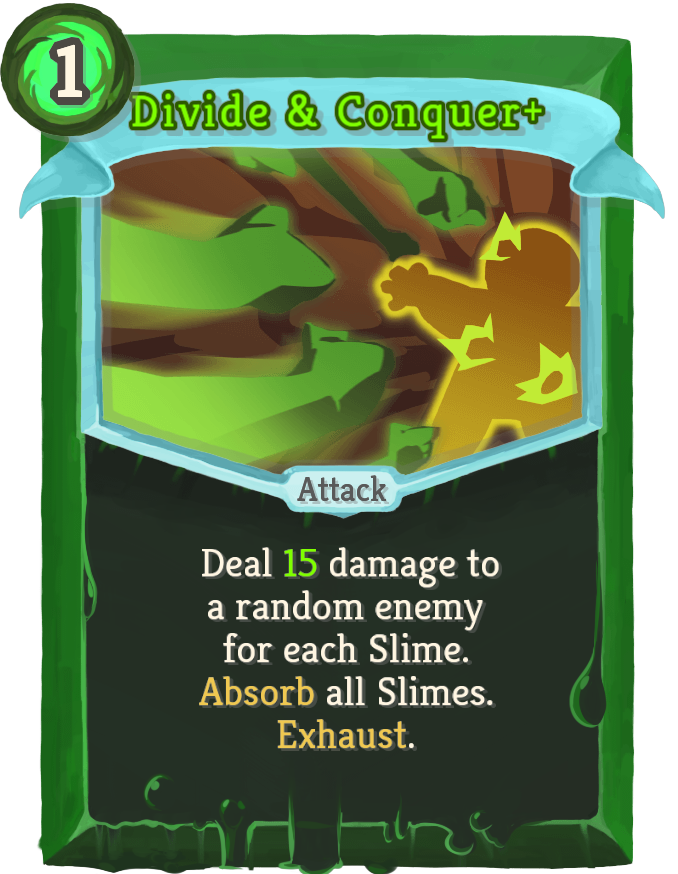 1
Divide & Conquer+
Attack
Deal 15 damage to
a random enemy
for each Slime.
Absorb all Slimes.
Exhaust.